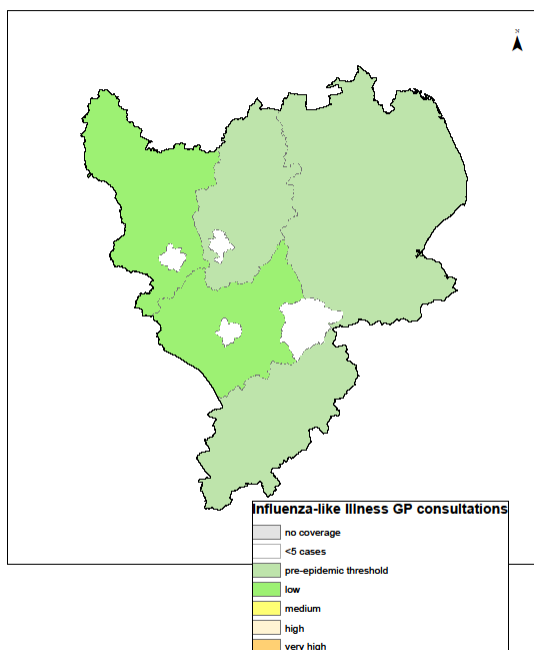 N
Influenza-like Illness GP consultations
no coverage
<5 cases
pre-epidemic threshold
low
medium
high
very high